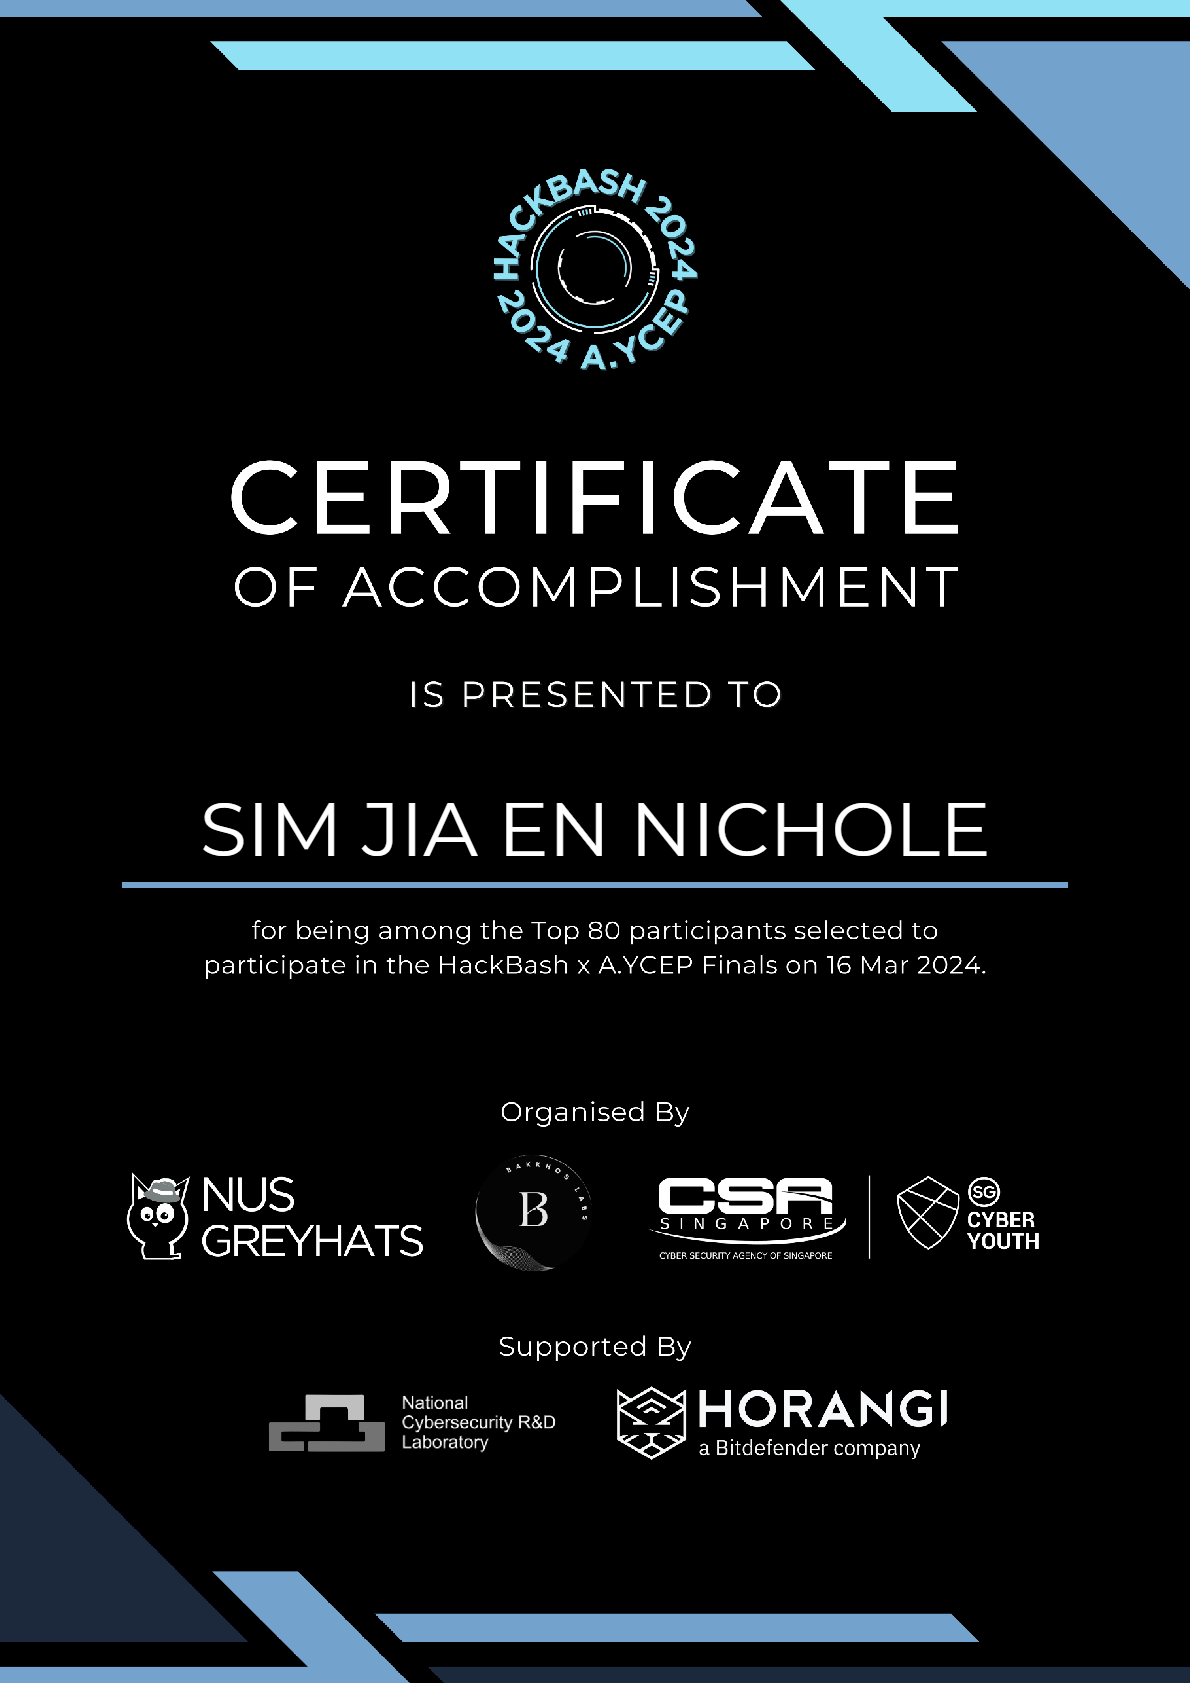 HACKBASH 2024
2024 A.YCEP
CERTIFICATE
OF ACCOMPLISHMENT
IS PRESENTED TO
SIM JIA EN NICHOLE
for being among the Top 80 participants selected to
participate in the HackBash x A.YCEP Finals on 16 Mar 2024.
Organised By
NUS
GREYHATS
BAKKNOS LABS
B
CSA
SINGAPORE
CYBER SECURITY AGENCY OF SINGAPORE
SG
CYBER
YOUTH
Supported By
National
Cybersecurity R&D
Laboratory
HORANGI
a Bitdefender company